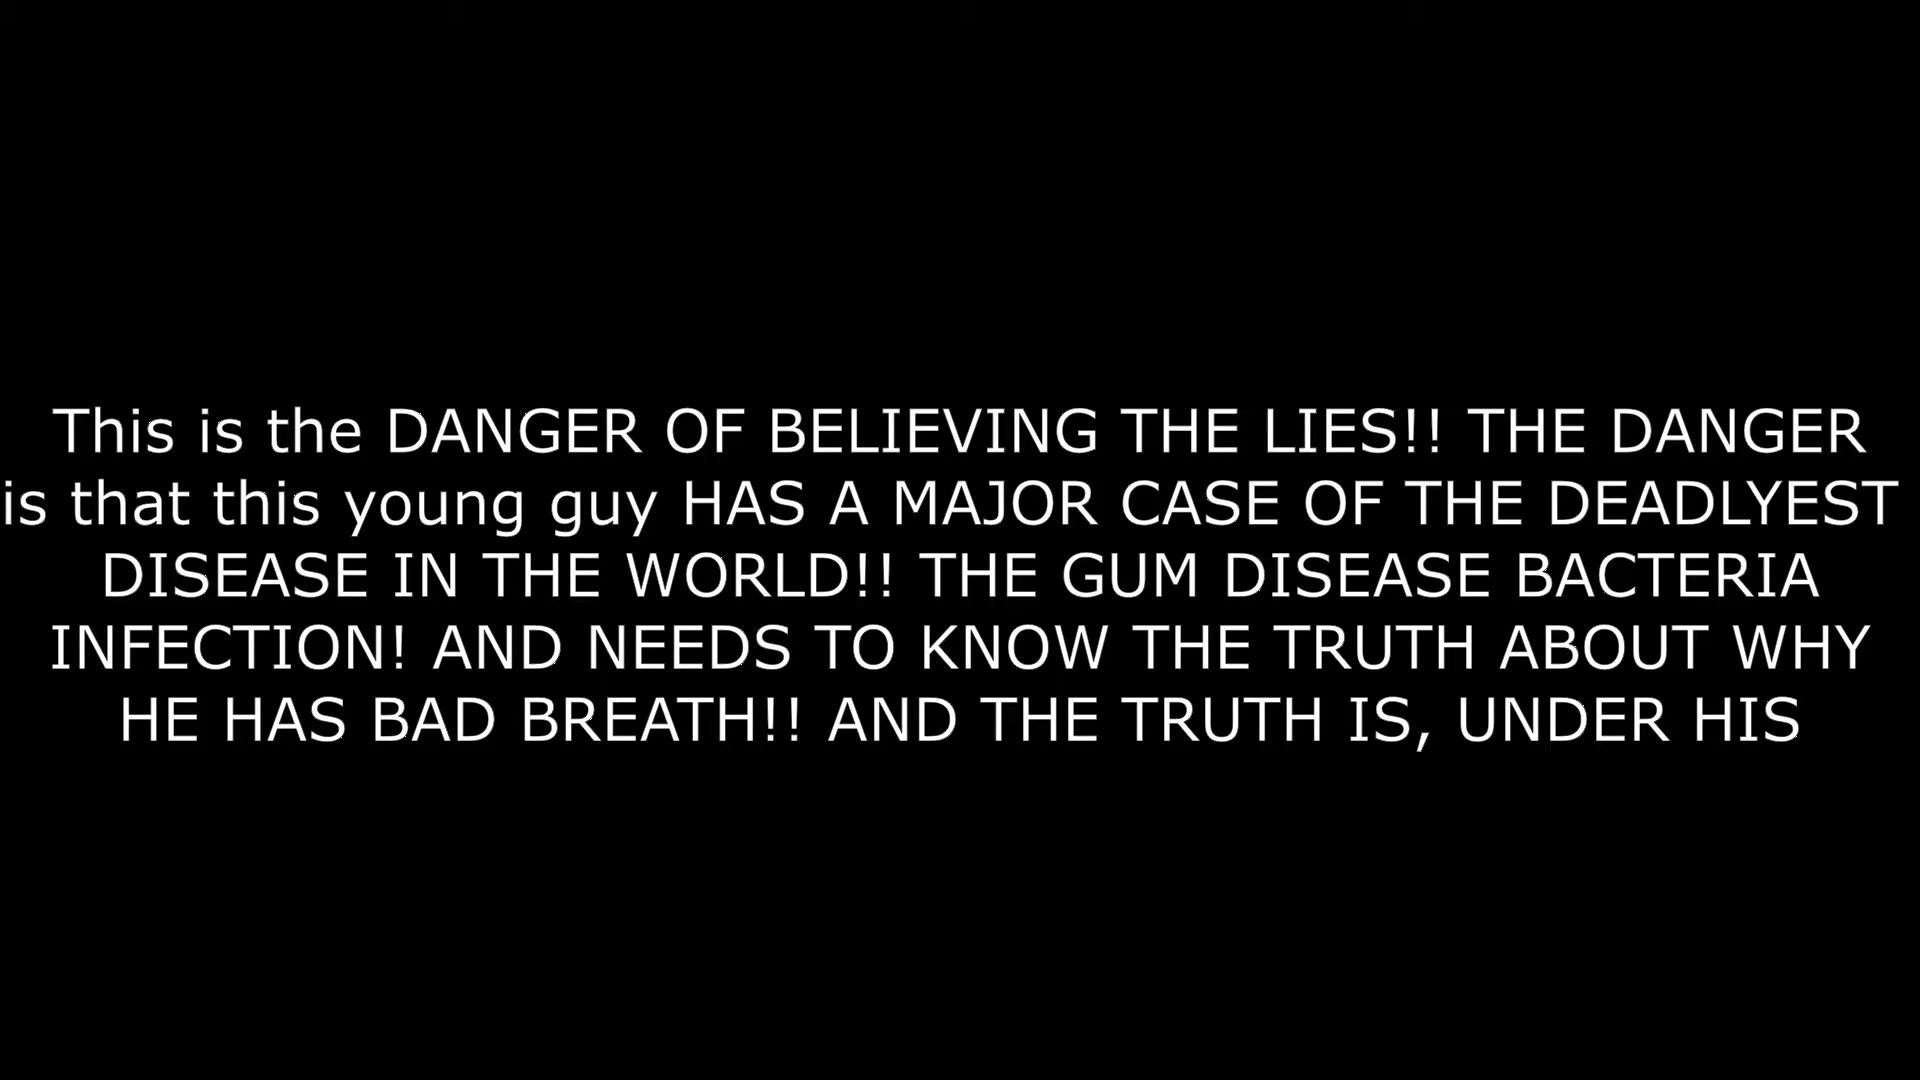 This is the DANGER OF BELIEVING THE LIES!! THE DANGER
is that this young guy HAS A MAJOR CASE OF THE DEADLYEST
DISEASE IN THE WORLD!! THE GUM DISEASE BACTERIA
INFECTION! AND NEEDS TO KNOW THE TRUTH ABOUT WHY
HE HAS BAD BREATH!! AND THE TRUTH IS, UNDER HIS